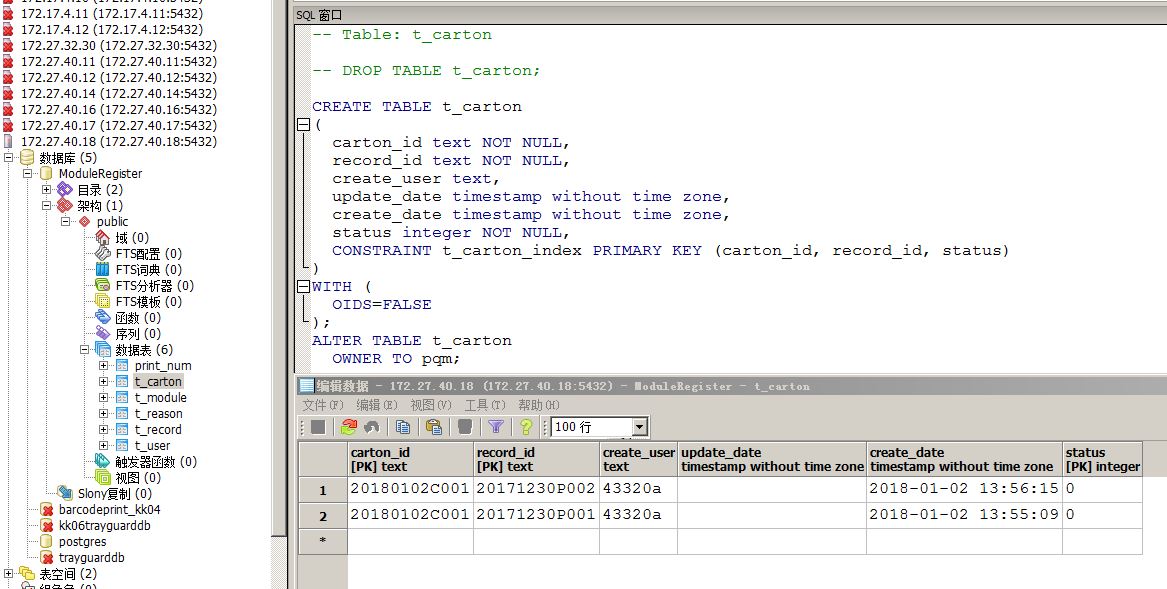 172.17.4.11 (172.17.4.11:5432)
172.17.4.12 (172.17.4.12:5432)
172.27.32.30 (172.27.32.30:5432)
172.27.40.11 (172.27.40.11:5432)
172.27.40.12 (172.27.40.12:5432)
172.27.40.14 (172.27.40.14:5432)
172.27.40.16 (172.27.40.16:5432)
172.27.40.17 (172.27.40.17:5432)
172.27.40.18 (172.27.40.18:5432)
数据库 (5)
ModuleRegister
目录 (2)
架构 (1)
public
域 (0)
FTS配置 (0)
FTS词典 (0)
FTS分析器 (0)
FTS模板 (0)
函数 (0)
序列 (0)
数据表 (6)
print_num
t_carton
t_module
t_reason
t_record
t_user
触发器函数 (0)
视图 (0)
Slony复制 (0)
barcodeprint_kk04
kk06trayguarddb
postgres
trayguarddb
表空间 (2)
SQL 窗口
-- Table: t_carton
-- DROP TABLE t_carton;
CREATE TABLE t_carton
(
carton_id text NOT NULL,
record_id text NOT NULL,
create_user text,
update_date timestamp without time zone,
create_date timestamp without time zone,
status integer NOT NULL,
CONSTRAINT t_carton_index PRIMARY KEY (carton_id, record_id, status)
)
WITH (
OIDS=FALSE
);
ALTER TABLE t_carton
OWNER TO pqm;
编辑数据 - 172.27.40.18 (172.27.40.18:5432) - ModuleRegister - t_carton
文件(F) 编辑(E) 视图(V) 工具(T) 帮助(H)
100 行
carton_id record_id create_user update_date create_date status
[PK] text [PK] text text timestamp without time zone timestamp without time zone [PK] integer
1 20180102C001 20171230P002 43320a 2018-01-02 13:56:15 0
2 20180102C001 20171230P001 43320a 2018-01-02 13:55:09 0
*